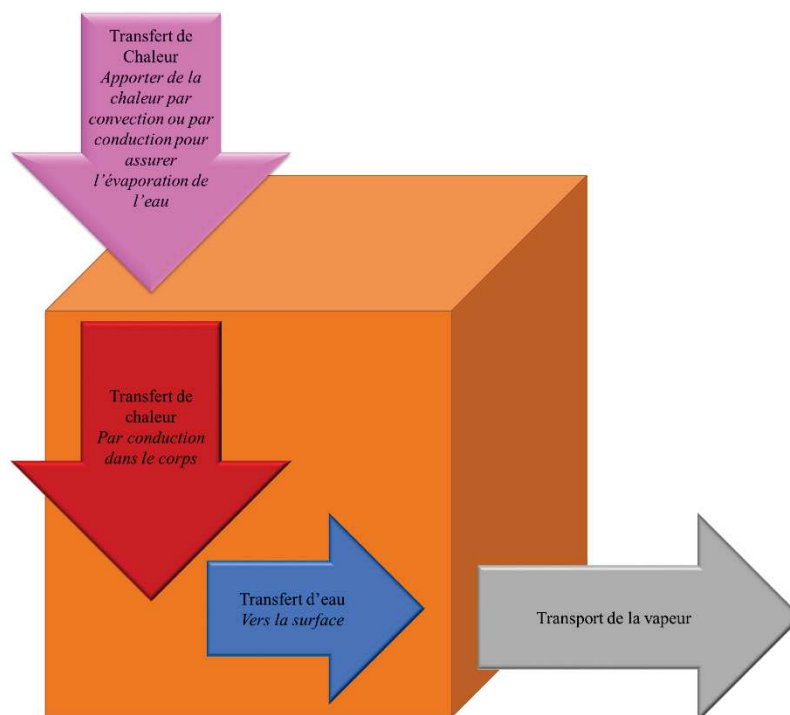 Transfert de
Chaleur
Apporter de la
chaleur par
convection ou par
conduction pour
assurer
l’évaporation de
l’eau
Transfert de
chaleur
Par conduction
dans le corps
Transfert d’eau
Vers la surface
Transport de la vapeur